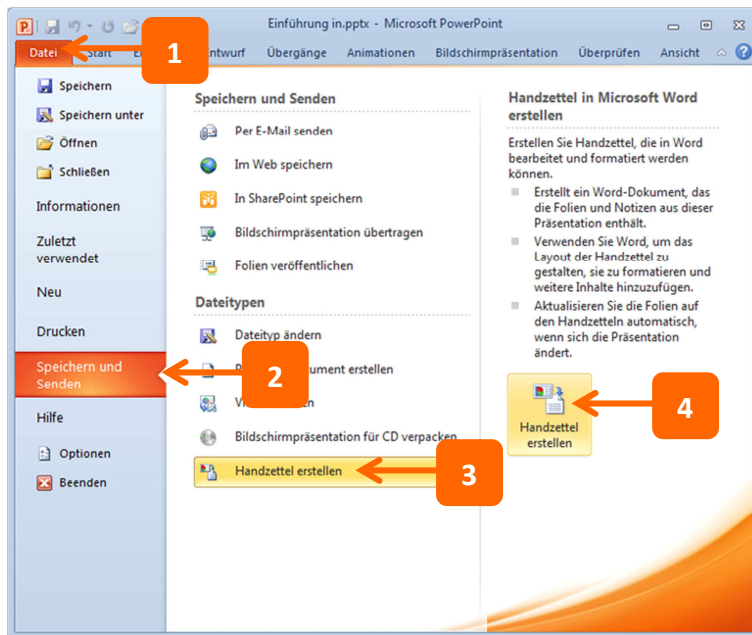 Einführung in.pptx - Microsoft PowerPoint
Datei Start Entwurf Übergänge Animationen Bildschirmpräsentation Überprüfen Ansicht
1
Speichern
Speichern unter
Öffnen
Schließen
Informationen
Zuletzt
verwendet
Neu
Drucken
Speichern und
Senden
2
Hilfe
Optionen
Beenden
Speichern und Senden
Per E-Mail senden
Im Web speichern
In SharePoint speichern
Bildschirmpräsentation übertragen
Folien veröffentlichen
Dateitypen
Dateityp ändern
erstellen
Bildschirmpräsentation für CD verpacken
Handzettel erstellen
3
Handzettel in Microsoft Word
erstellen
Erstellen Sie Handzettel, die in Word
bearbeitet und formatiert werden
können.
Erstellt ein Word-Dokument, das
die Folien und Notizen aus dieser
Präsentation enthält.
Verwenden Sie Word, um das
Layout der Handzettel zu
gestalten, sie zu formatieren und
weitere Inhalte hinzuzufügen.
Aktualisieren Sie die Folien auf
den Handzetteln automatisch,
wenn sich die Präsentation
ändert.
Handzettel
erstellen
4